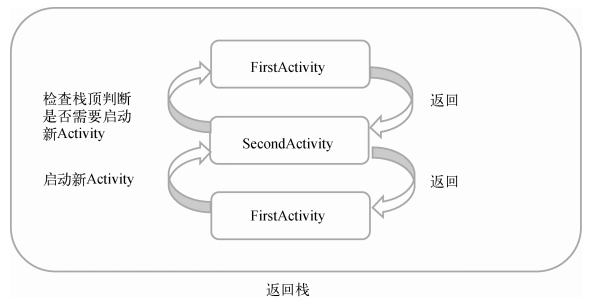 FirstActivity
检查栈顶判断
是否需要启动
新Activity
返回
SecondActivity
启动新Activity
返回
FirstActivity
返回栈